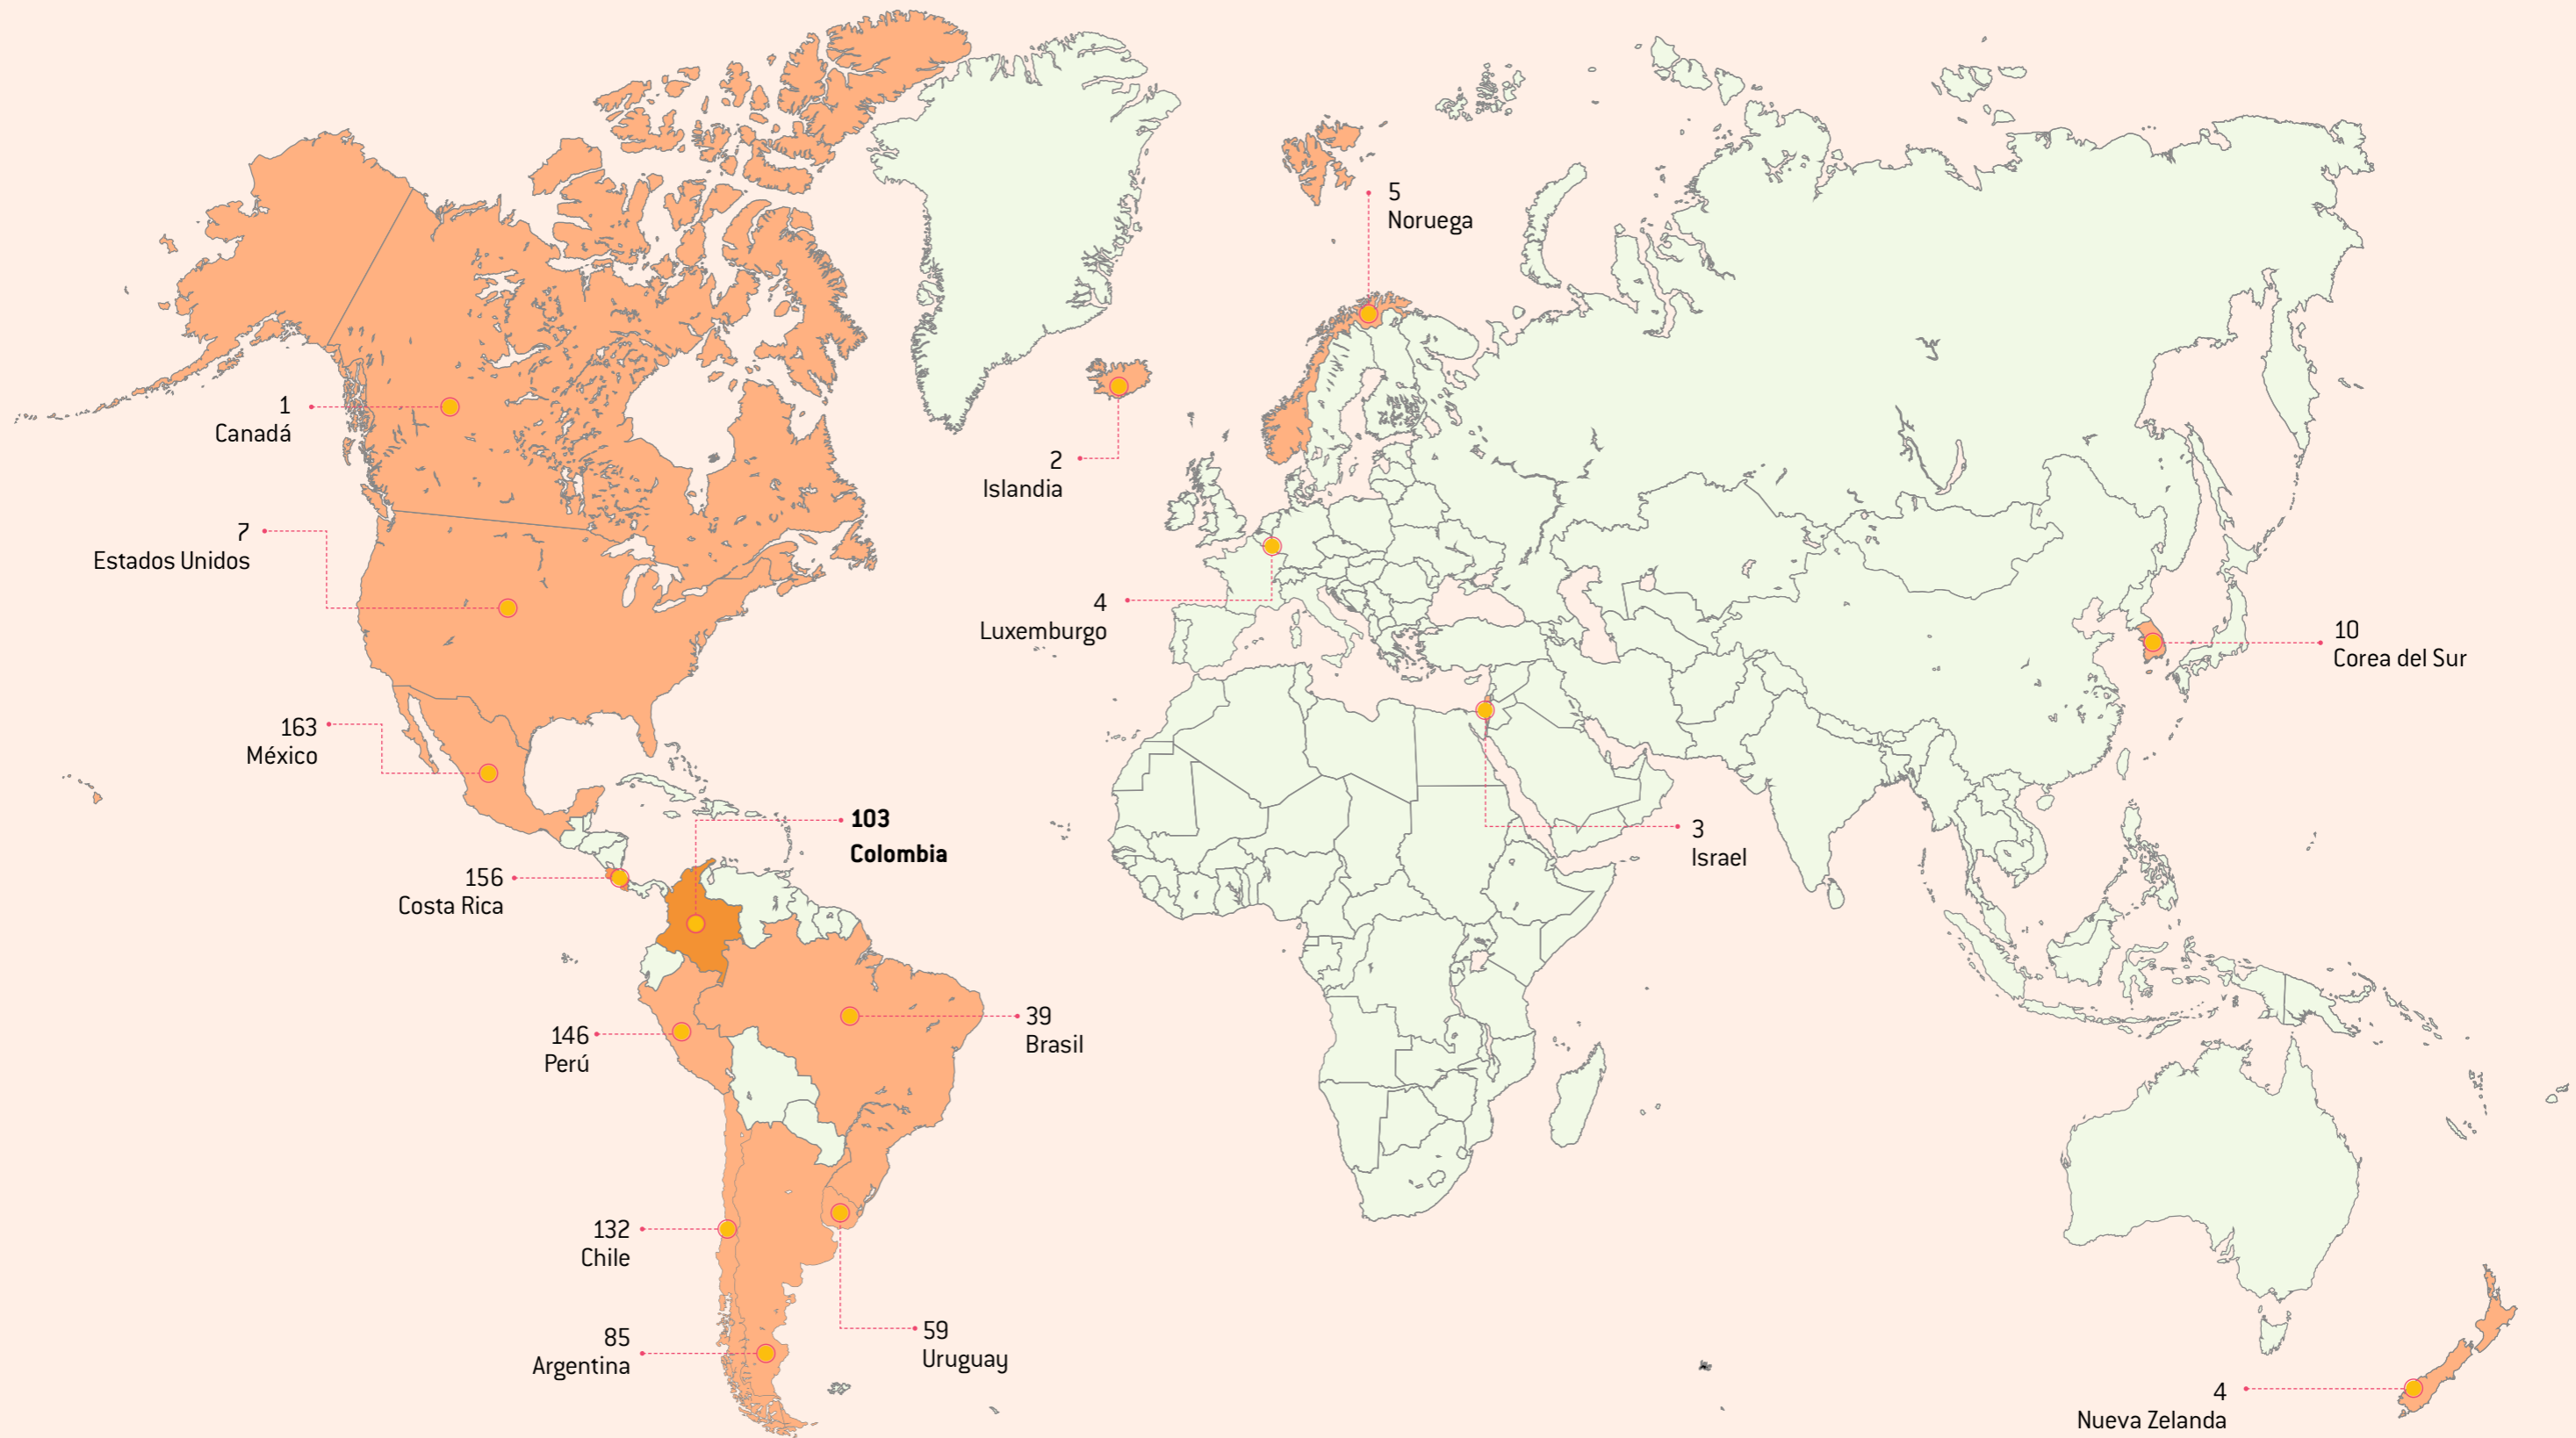 5
Noruega
1
Canadá
2
Islandia
7
Estados Unidos
4
Luxemburgo
10
Corea del Sur
163
México
103
Colombia
3
Israel
156
Costa Rica
39
Brasil
146
Perú
132
Chile
59
Uruguay
85
Argentina
4
Nueva Zelanda